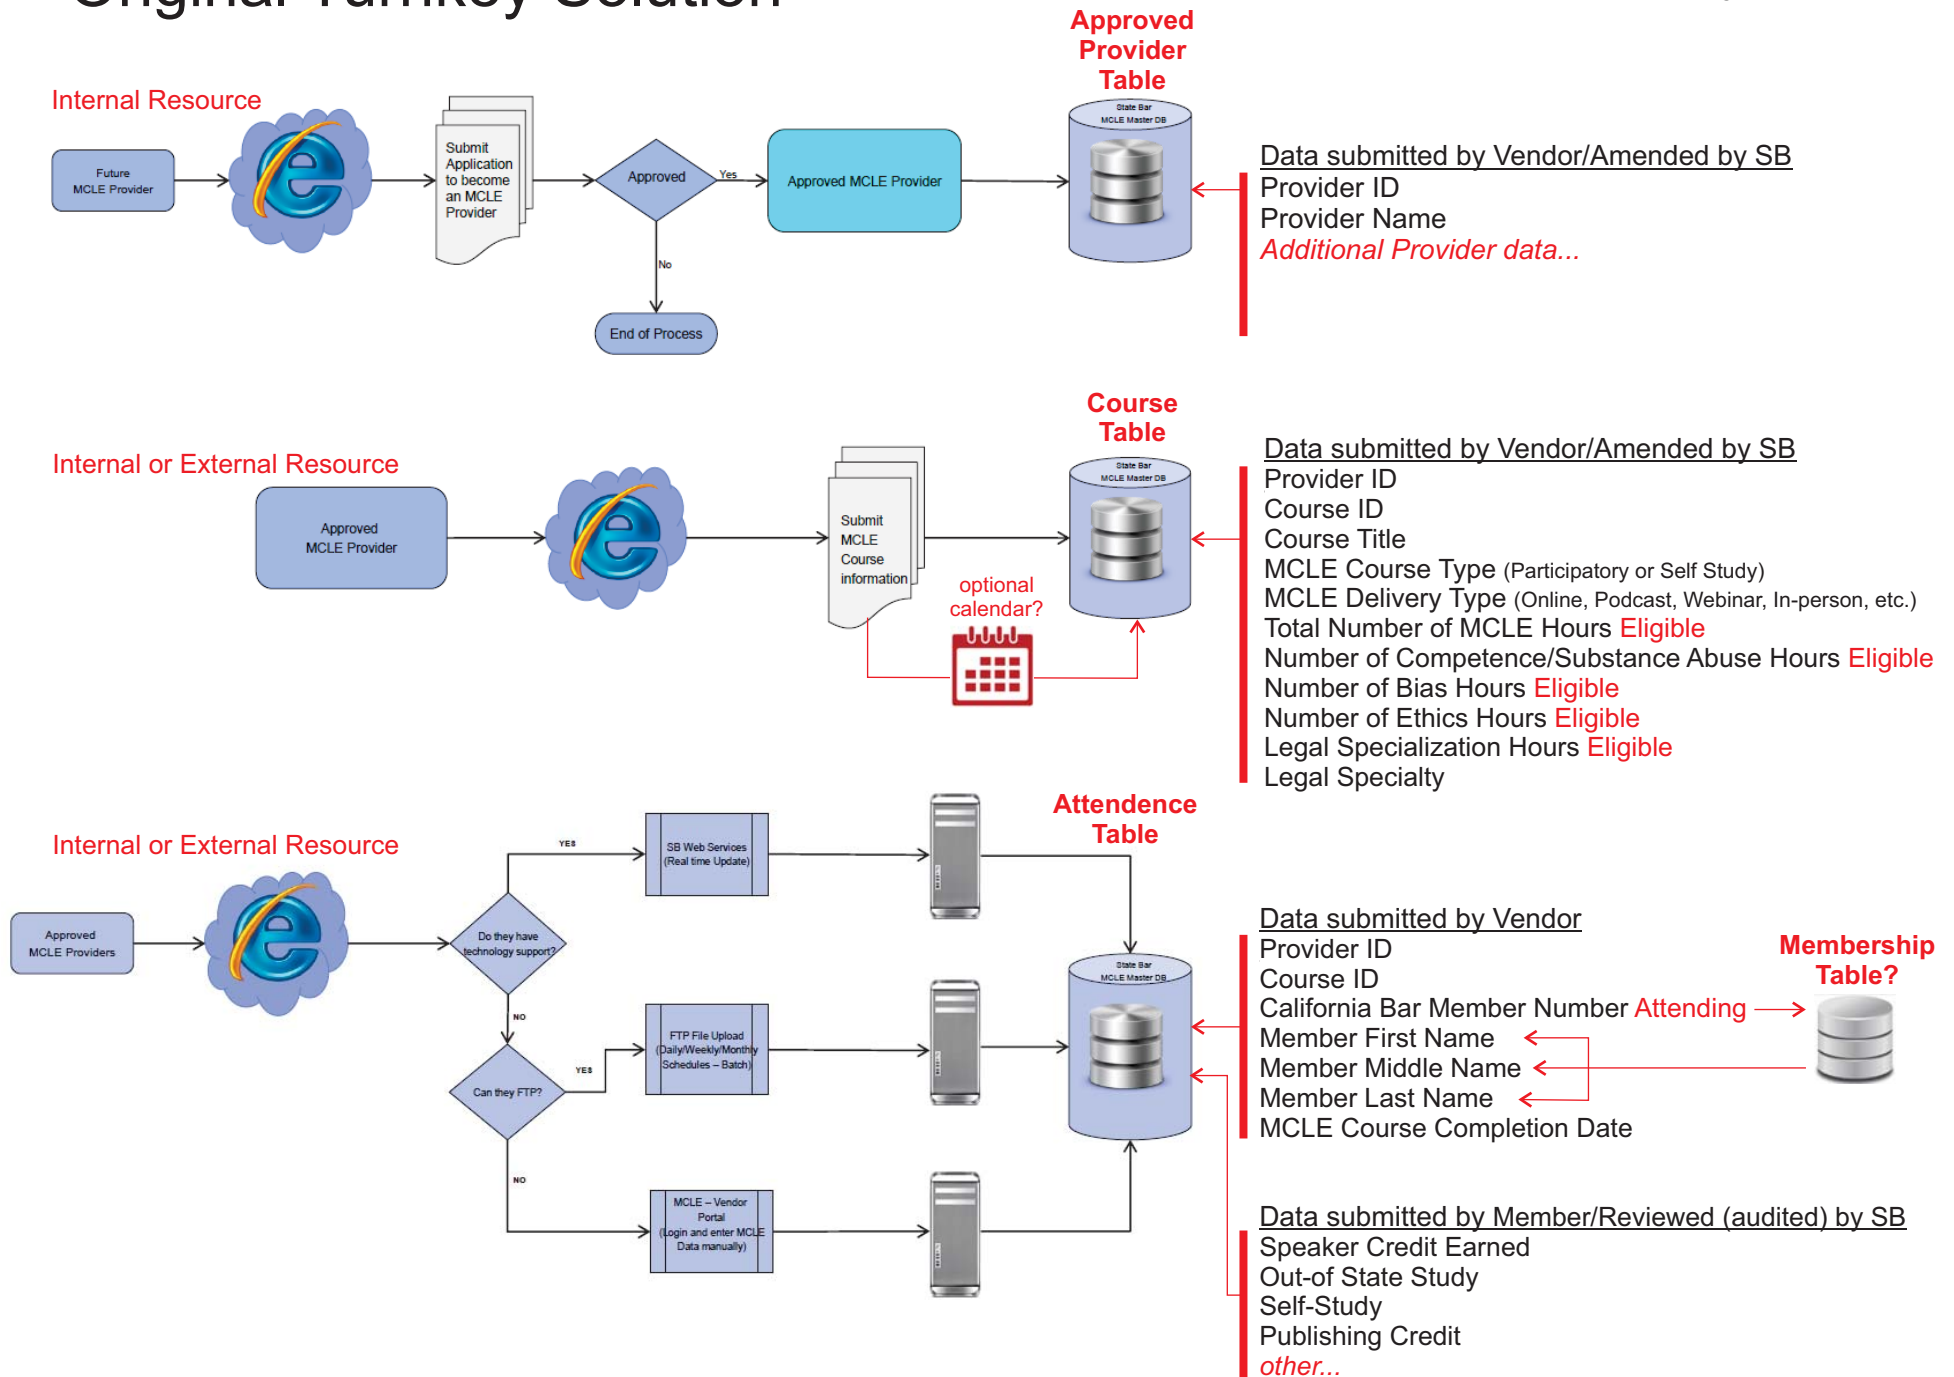 Original Turnkey Solution
Approved
Provider
Table
Internal Resource
Future
MCLE Provider
Submit
Application
to become
an MCLE
Provider
Approved
Yes
No
End of Process
Approved MCLE Provider
State Bar
MCLE Master DB
Data submitted by Vendor/Amended by SB
Provider ID
Provider Name
Additional Provider data...
Course
Table
Internal or External Resource
Approved
MCLE Provider
Submit
MCLE
Course
information
optional
calendar?
State Bar
MCLE Master DB
Data submitted by Vendor/Amended by SB
Provider ID
Course ID
Course Title
MCLE Course Type (Participatory or Self Study)
MCLE Delivery Type (Online, Podcast, Webinar, In-person, etc.)
Total Number of MCLE Hours Eligible
Number of Competence/Substance Abuse Hours Eligible
Number of Bias Hours Eligible
Number of Ethics Hours Eligible
Legal Specialization Hours Eligible
Legal Specialty
Attendence
Table
Internal or External Resource
Approved
MCLE Providers
Do they have
technology support?
YES
NO
SB Web Services
(Real time Update)
Can they FTP?
YES
NO
FTP File Upload
(Daily/Weekly/Monthly
Schedules – Batch)
MCLE – Vendor
Portal
(Login and enter MCLE
Data manually)
State Bar
MCLE Master DB
Data submitted by Vendor
Provider ID
Course ID
California Bar Member Number Attending
Member First Name
Member Middle Name
Member Last Name
MCLE Course Completion Date
Membership
Table?
Data submitted by Member/Reviewed (audited) by SB
Speaker Credit Earned
Out-of State Study
Self-Study
Publishing Credit
other...